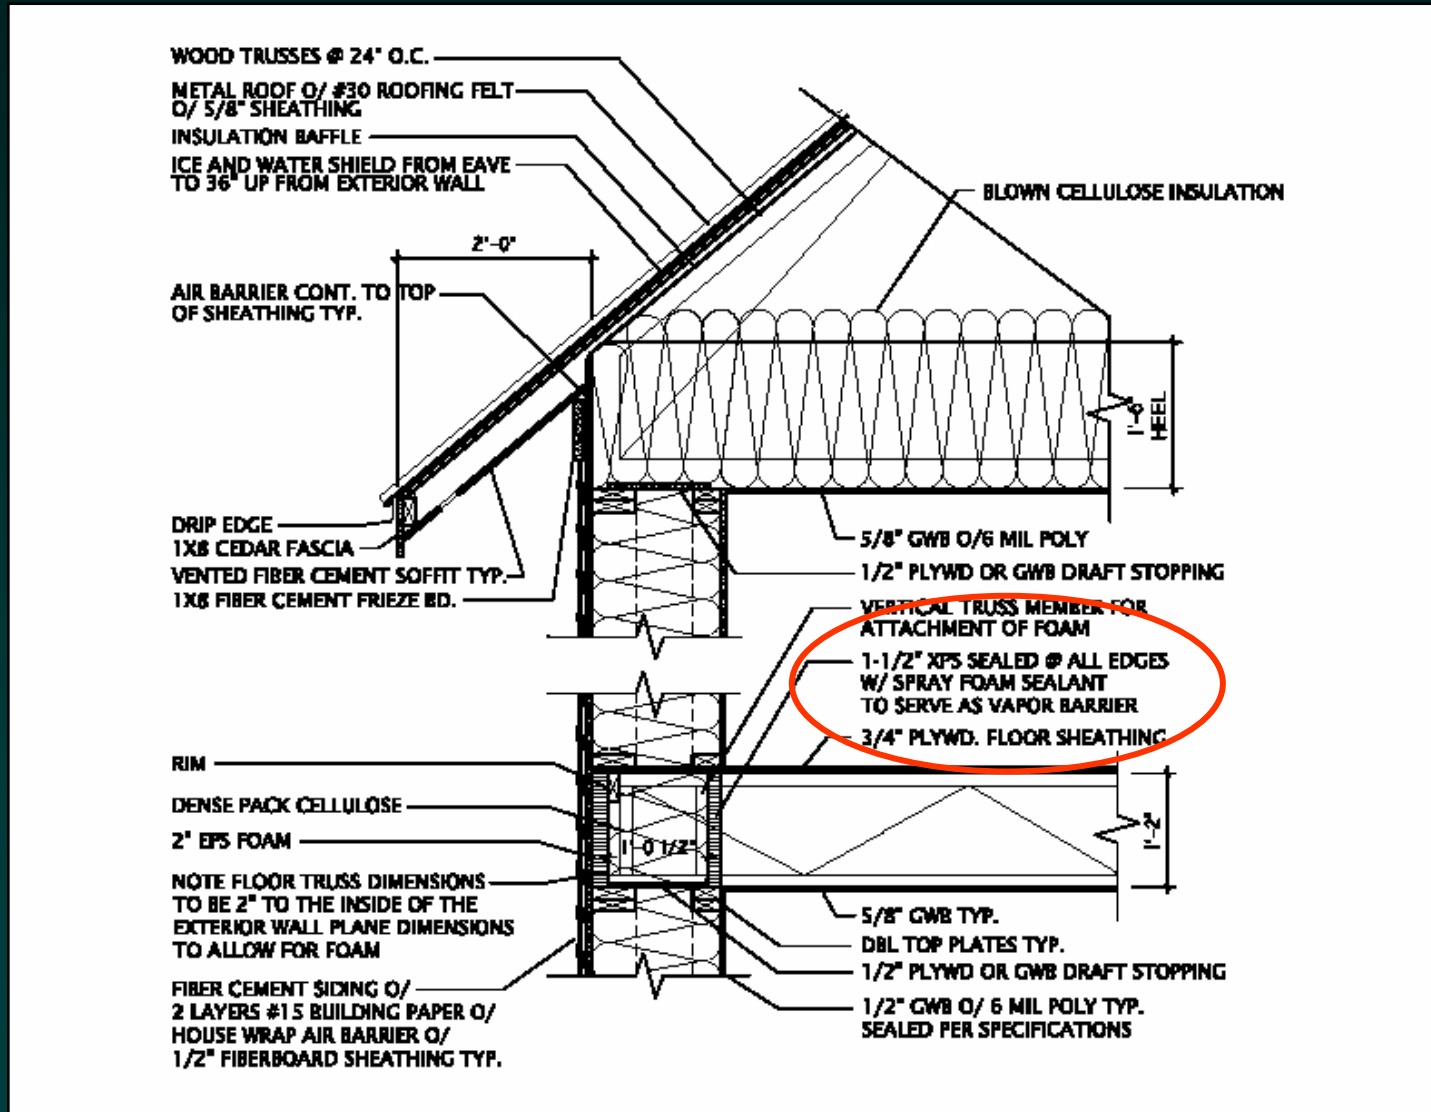 WOOD TRUSSES @ 24" O.C.
METAL ROOF O/ #30 ROOFING FELT
O/ 5/8" SHEATHING
INSULATION BAFFLE
ICE AND WATER SHIELD FROM EAVE
TO 36" UP FROM EXTERIOR WALL
BLOWN CELLULOSE INSULATION
2'-0"
AIR BARRIER CONT. TO TOP
OF SHEATHING TYP.
1'-6
HEEL
DRIP EDGE
1X8 CEDAR FASCIA
VENTED FIBER CEMENT SOFFIT TYP.
1X8 FIBER CEMENT FRIEZE BD.
5/8" GWB O/6 MIL POLY
1/2" PLYWD OR GWB DRAFT STOPPING
VERTICAL TRUSS MEMBER FOR
ATTACHMENT OF FOAM
1-1/2" XPS SEALED @ ALL EDGES
W/ SPRAY FOAM SEALANT
TO SERVE AS VAPOR BARRIER
3/4" PLYWD. FLOOR SHEATHING
RIM
DENSE PACK CELLULOSE
2" EPS FOAM
1'-0 1/2"
1'-2"
NOTE FLOOR TRUSS DIMENSIONS
TO BE 2" TO THE INSIDE OF THE
EXTERIOR WALL PLANE DIMENSIONS
TO ALLOW FOR FOAM
FIBER CEMENT SIDING O/
2 LAYERS #15 BUILDING PAPER O/
HOUSE WRAP AIR BARRIER O/
1/2" FIBERBOARD SHEATHING TYP.
5/8" GWB TYP.
DBL TOP PLATES TYP.
1/2" PLYWD OR GWB DRAFT STOPPING
1/2" GWB O/ 6 MIL POLY TYP.
SEALED PER SPECIFICATIONS